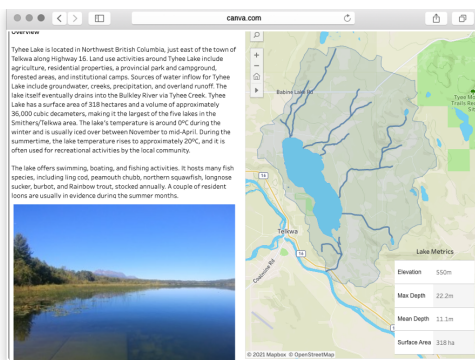 canva.com
Overview
Tyhee Lake is located in Northwest British Columbia, just east of the town of
Telkwa along Highway 16. Land use activities around Tyhee Lake include
agriculture, residential properties, a provincial park and campground,
forested areas, and institutional camps. Sources of water inflow for Tyhee
Lake include groundwater, creeks, precipitation, and overland runoff. The
lake itself eventually drains into the Bulkley River via Tyhee Creek. Tyhee
Lake has a surface area of 318 hectares and a volume of approximately
36,000 cubic decameters, making it the largest of the five lakes in the
Smithers/Telkwa area. The lake's temperature is around 0ºC during the
winter and is usually iced over between November to mid-April. During the
summertime, the lake temperature rises to approximately 20ºC, and it is
often used for recreational activities by the local community.
The lake offers swimming, boating, and fishing activities. It hosts many fish
species, including ling cod, peamouth chubb, northern squawfish, longnose
sucker, burbot, and Rainbow trout, stocked annually. A couple of resident
loons are usually in evidence during the summer months.
Babine Lake Rd
Tyee Mo
Trails Re
Sit
16
Telkwa
16
Coalmine Rd
Lake Metrics
Elevation 550m
Max Depth 22.2m
Mean Depth 11.1m
Surface Area 318 ha
© 2021 Mapbox © OpenStreetMap